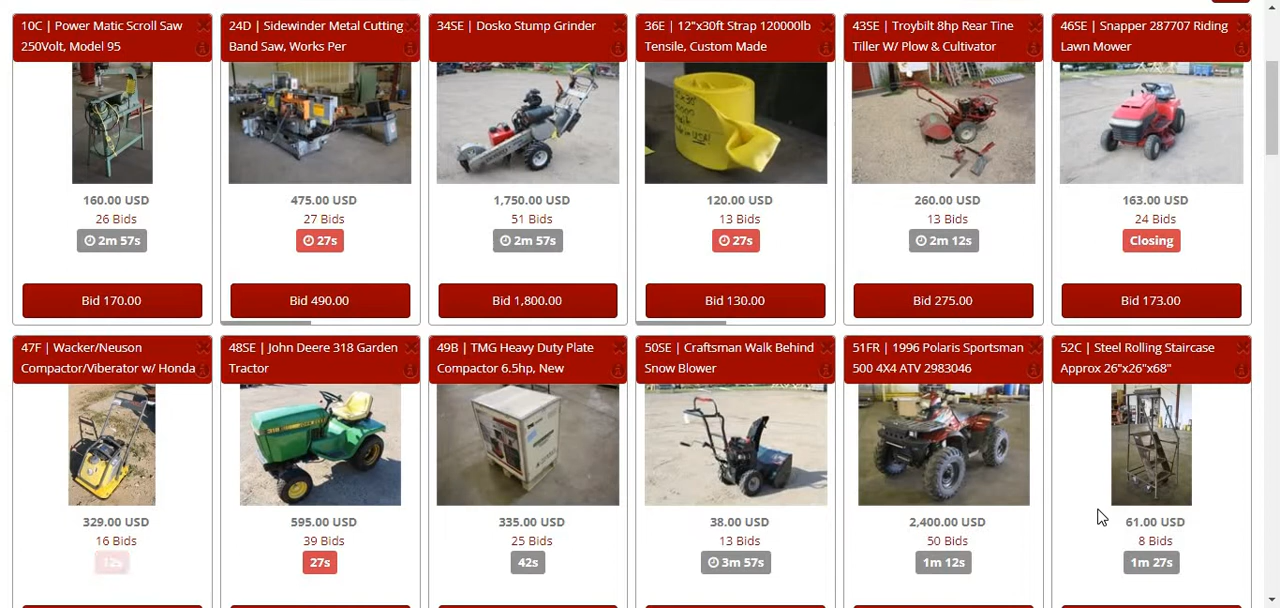 10C | Power Matic Scroll Saw
250Volt, Model 95
160.00 USD
26 Bids
2m 57s
Bid 170.00
24D | Sidewinder Metal Cutting
Band Saw, Works Per
475.00 USD
27 Bids
27s
Bid 490.00
34SE | Dosko Stump Grinder
1,750.00 USD
51 Bids
2m 57s
Bid 1,800.00
36E | 12"x30ft Strap 120000lb
Tensile, Custom Made
120.00 USD
13 Bids
27s
Bid 130.00
43SE | Troybilt 8hp Rear Tine
Tiller W/ Plow & Cultivator
260.00 USD
13 Bids
2m 12s
Bid 275.00
46SE | Snapper 287707 Riding
Lawn Mower
163.00 USD
24 Bids
Closing
Bid 173.00
47F | Wacker/Neuson
Compactor/Viberator w/ Honda
329.00 USD
16 Bids
12s
48SE | John Deere 318 Garden
Tractor
595.00 USD
39 Bids
27s
49B | TMG Heavy Duty Plate
Compactor 6.5hp, New
335.00 USD
25 Bids
42s
50SE | Craftsman Walk Behind
Snow Blower
38.00 USD
13 Bids
3m 57s
51FR | 1996 Polaris Sportsman
500 4X4 ATV 2983046
2,400.00 USD
50 Bids
1m 12s
52C | Steel Rolling Staircase
Approx 26"x26"x68"
61.00 USD
8 Bids
1m 27s